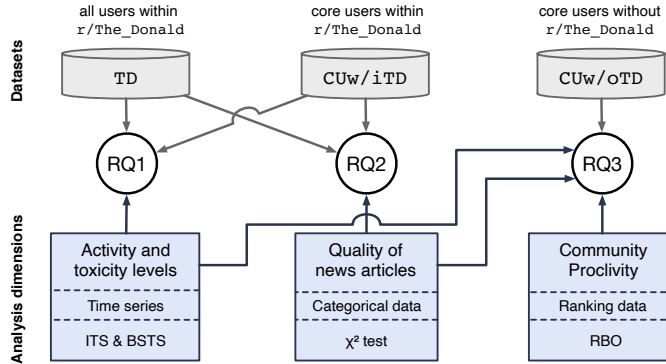 all users within
r/The_Donald
core users within
r/The_Donald
core users without
r/The_Donald
Datasets
TD
CUw/iTD
CUw/oTD
RQ1
RQ2
RQ3
Analysis dimensions
Activity and
toxicity levels
Time series
ITS & BSTS
Quality of
news articles
Categorical data
χ² test
Community
Proclivity
Ranking data
RBO